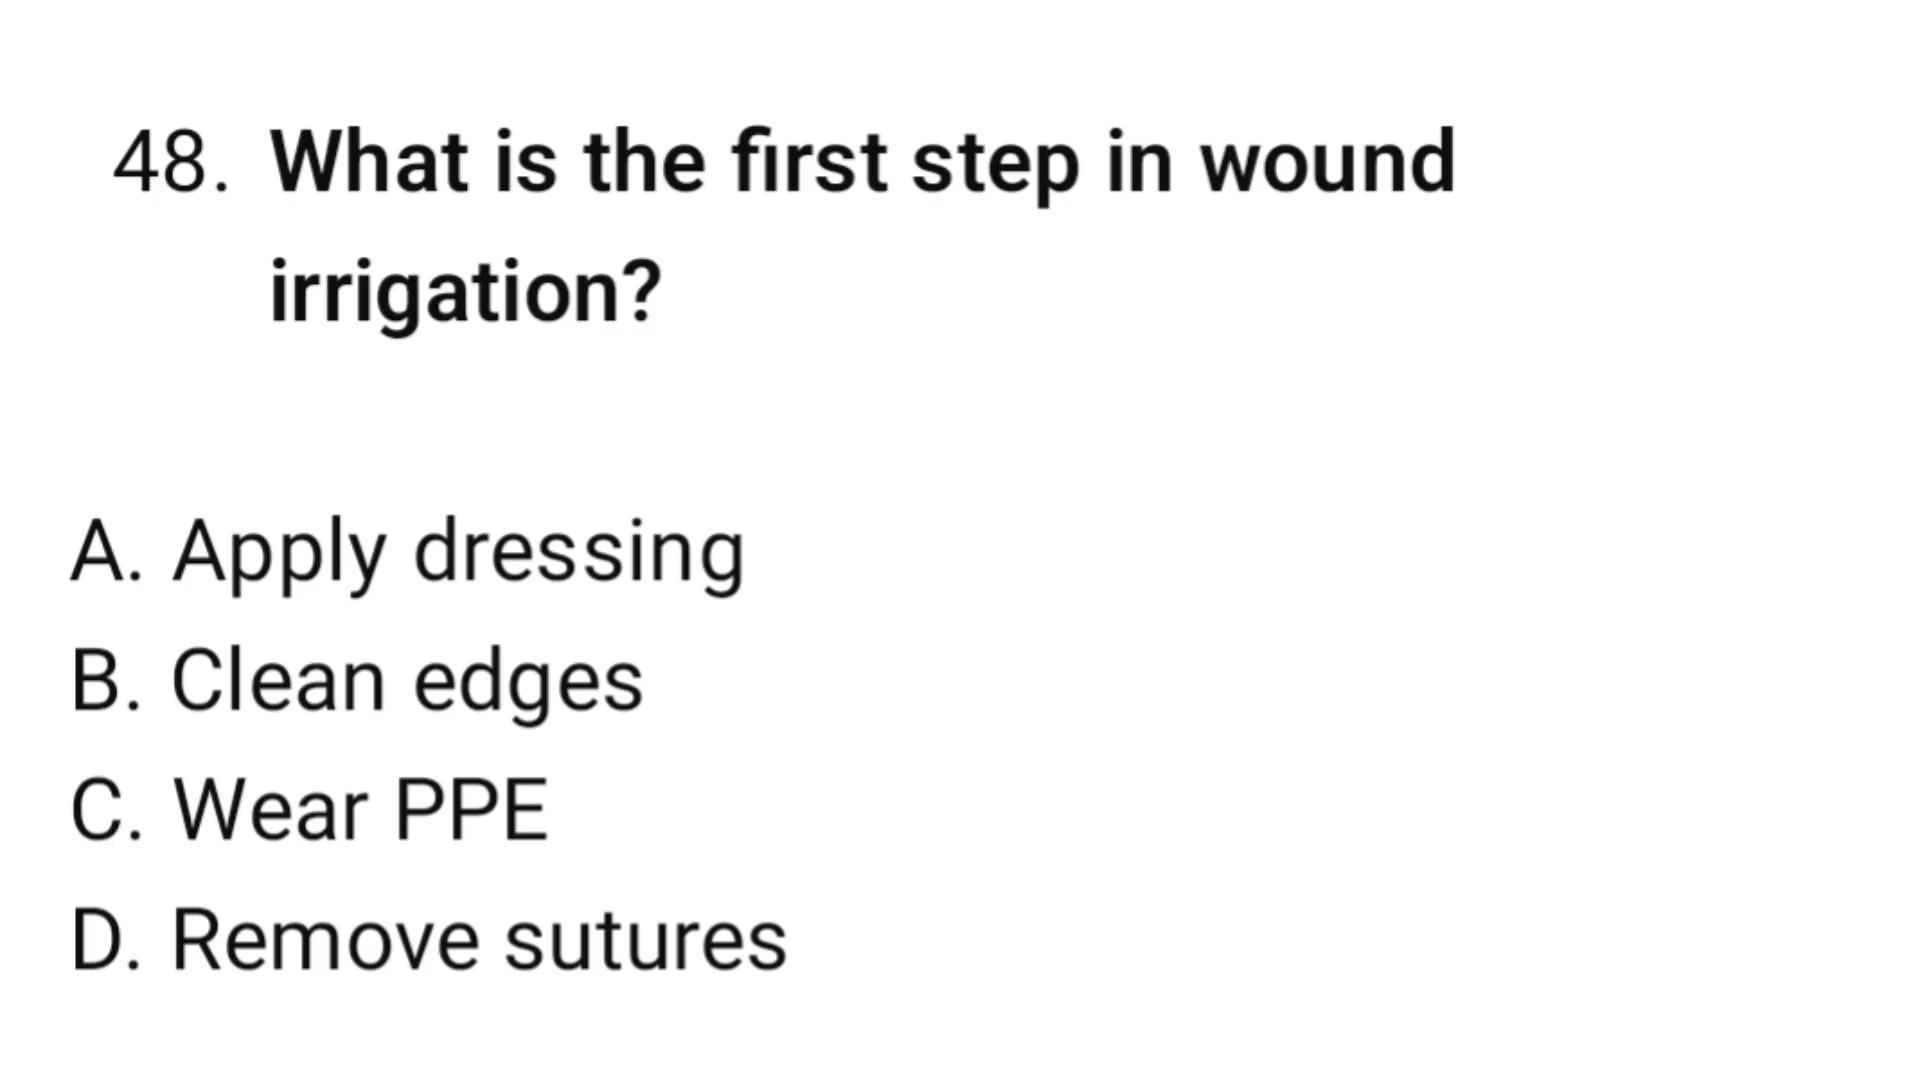 48. What is the first step in wound
irrigation?
A. Apply dressing
B. Clean edges
C. Wear PPE
D. Remove sutures